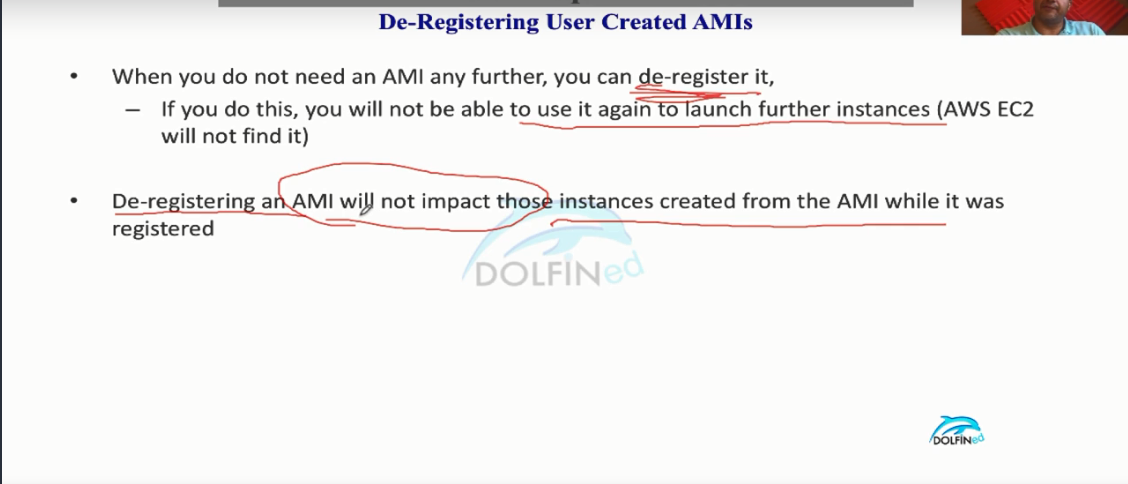 De-Registering User Created AMIs
• When you do not need an AMI any further, you can de-register it,
– If you do this, you will not be able to use it again to launch further instances (AWS EC2
will not find it)
• De-registering an AMI will not impact those instances created from the AMI while it was
registered
DOLFINed
DOLFINed